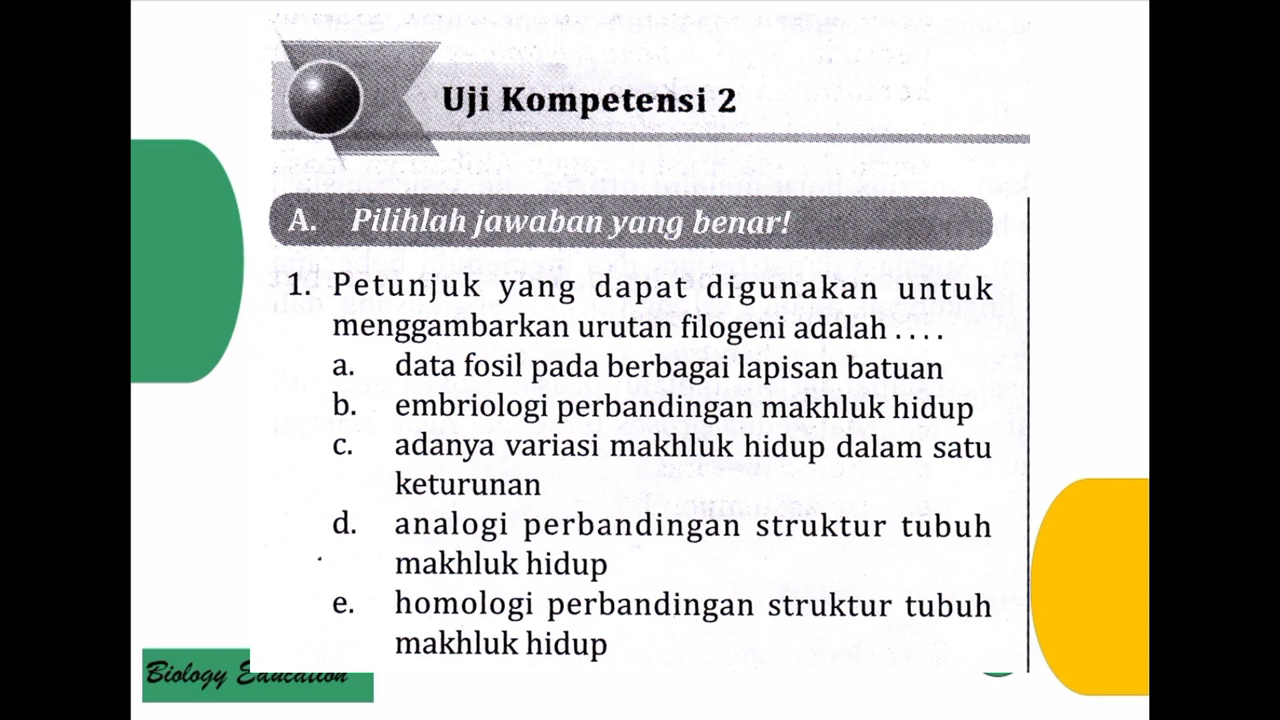 Uji Kompetensi 2
A. Pilihlah jawaban yang benar!
1. Petunjuk yang dapat digunakan untuk
menggambarkan urutan filogeni adalah . . . .
a. data fosil pada berbagai lapisan batuan
b. embriologi perbandingan makhluk hidup
c. adanya variasi makhluk hidup dalam satu
keturunan
d. analogi perbandingan struktur tubuh
makhluk hidup
e. homologi perbandingan struktur tubuh
makhluk hidup
Biology Education